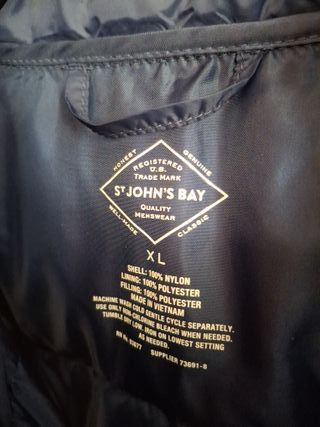 HONEST
GENUINE
REGISTERED
U.S.
TRADE MARK
ST JOHN'S BAY
QUALITY
MENSWEAR
WELL-MADE
CLASSIC
XL
SHELL: 100% NYLON
LINING: 100% POLYESTER
FILLING: 100% POLYESTER
MADE IN VIETNAM
MACHINE WASH COLD GENTLE CYCLE SEPARATELY.
USE ONLY NON-CHLORINE BLEACH WHEN NEEDED.
TUMBLE DRY LOW. IRON ON LOWEST SETTING
AS NEEDED.
RN NO. SUPPLIER 73691-8